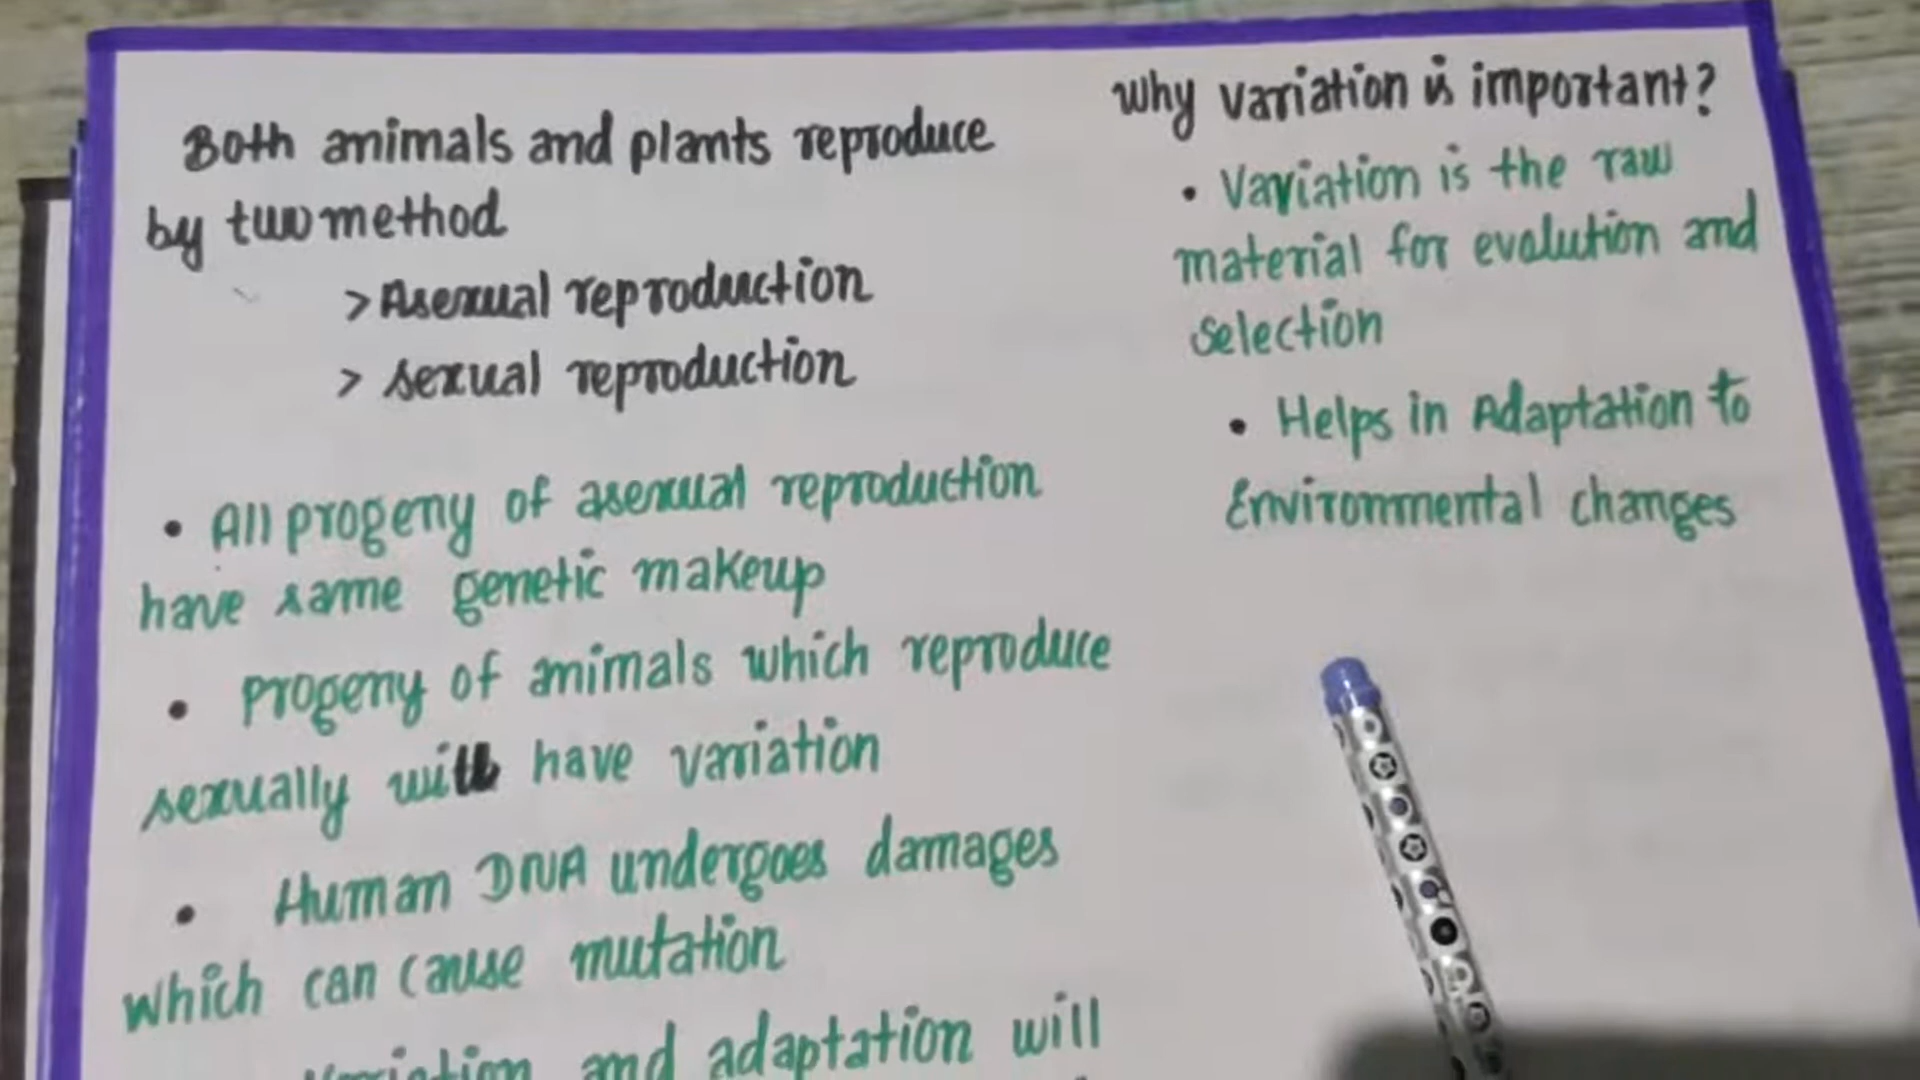 Both animals and plants reproduce
by two method
> Asexual reproduction
> sexual reproduction
• All progeny of asexual reproduction
have same genetic makeup
• progeny of animals which reproduce
sexually will have variation
• Human DNA undergoes damages
which can cause mutation
Variation and adaptation will
Why variation is important?
• Variation is the raw
material for evolution and
selection
• Helps in Adaptation to
Environmental changes